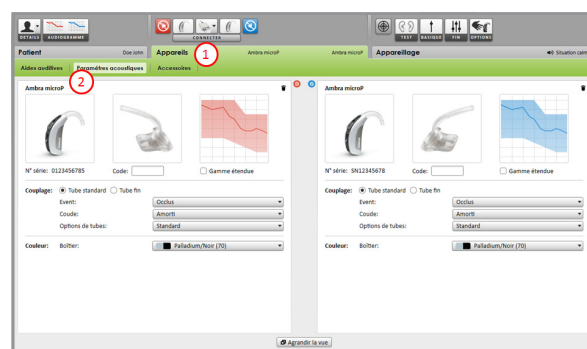 DETAILS AUDIOGRAMME CONNECTER TEST BASIQUE FIN OPTIONS
Patient Doe John Appareils 1 Ambra microP Ambra microP Appareillage Situation calm
Aides auditives Paramètres acoustiques Accessoires
2
Ambra microP
N° série: 0123456785 Code: Gamme étendue
Couplage: Tube standard Tube fin
Event: Occlus
Coude: Amorti
Options de tubes: Standard
Couleur: Boîtier: Palladium/Noir (70)
Ambra microP
N° série: SN12345678 Code: Gamme étendue
Couplage: Tube standard Tube fin
Event: Occlus
Coude: Amorti
Options de tubes: Standard
Couleur: Boîtier: Palladium/Noir (70)
Agrandir la vue